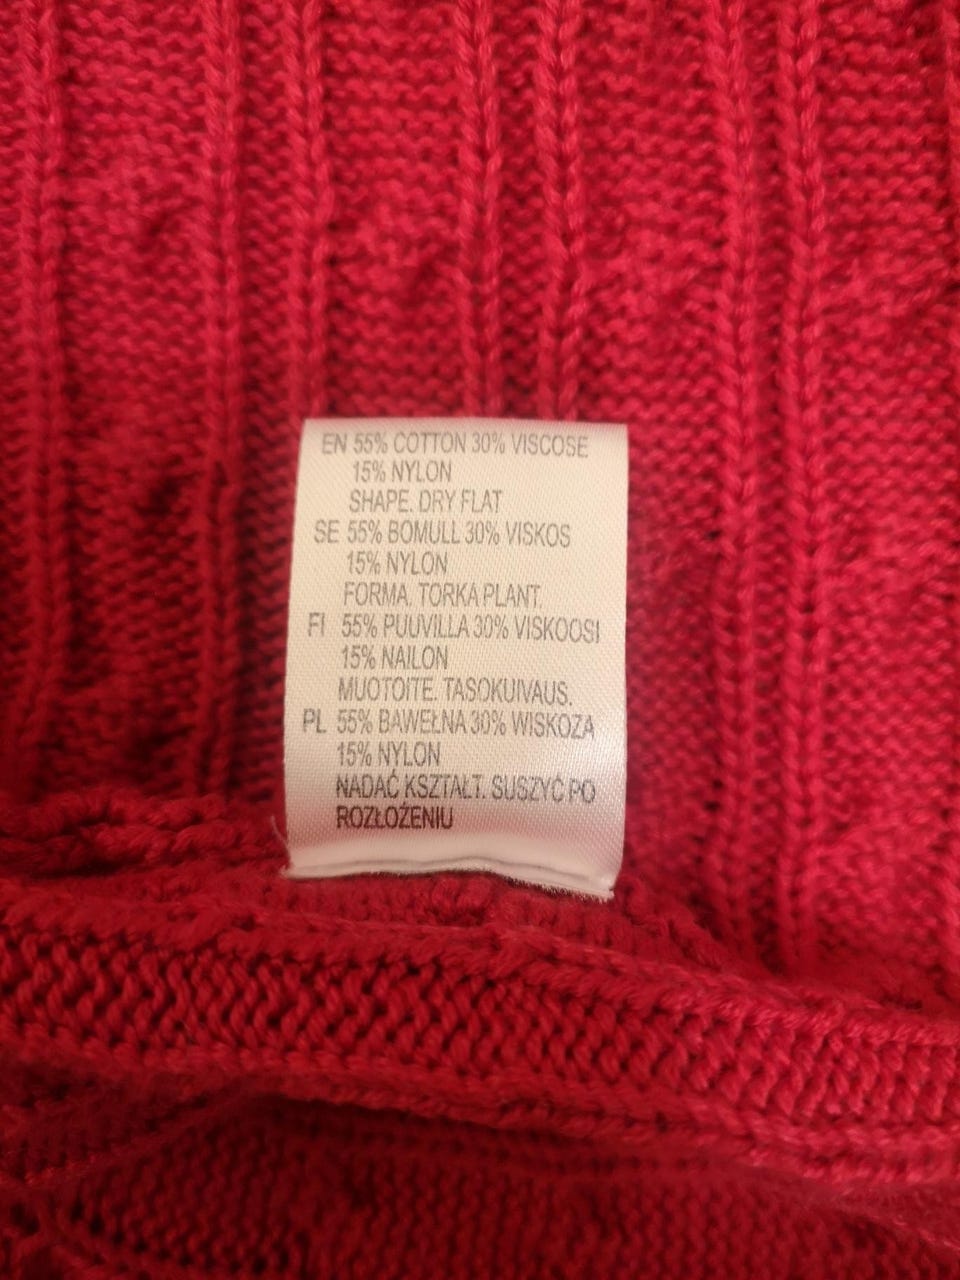 EN 55% COTTON 30% VISCOSE
15% NYLON
SHAPE. DRY FLAT
SE 55% BOMULL 30% VISKOS
15% NYLON
FORMA. TORKA PLANT.
FI 55% PUUVILLA 30% VISKOOSI
15% NAILON
MUOTOITE. TASOKUIVAUS.
PL 55% BAWEŁNA 30% WISKOZA
15% NYLON
NADAĆ KSZTAŁT. SUSZYĆ PO
ROZŁOŻENIU